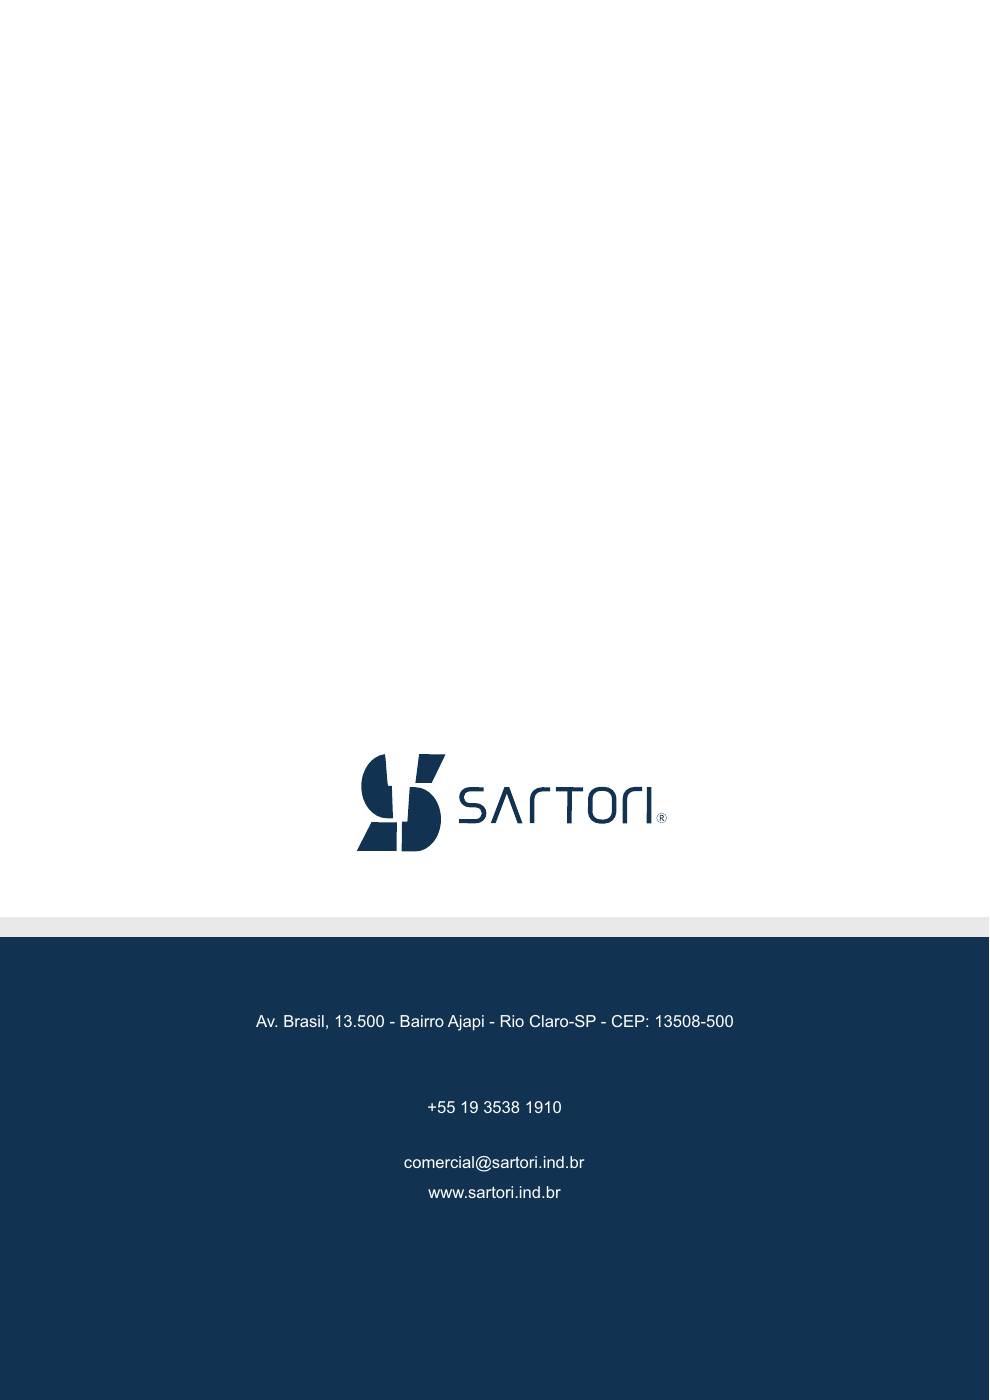 SARTORI®
Av. Brasil, 13.500 - Bairro Ajapi - Rio Claro-SP - CEP: 13508-500
+55 19 3538 1910
comercial@sartori.ind.br
www.sartori.ind.br